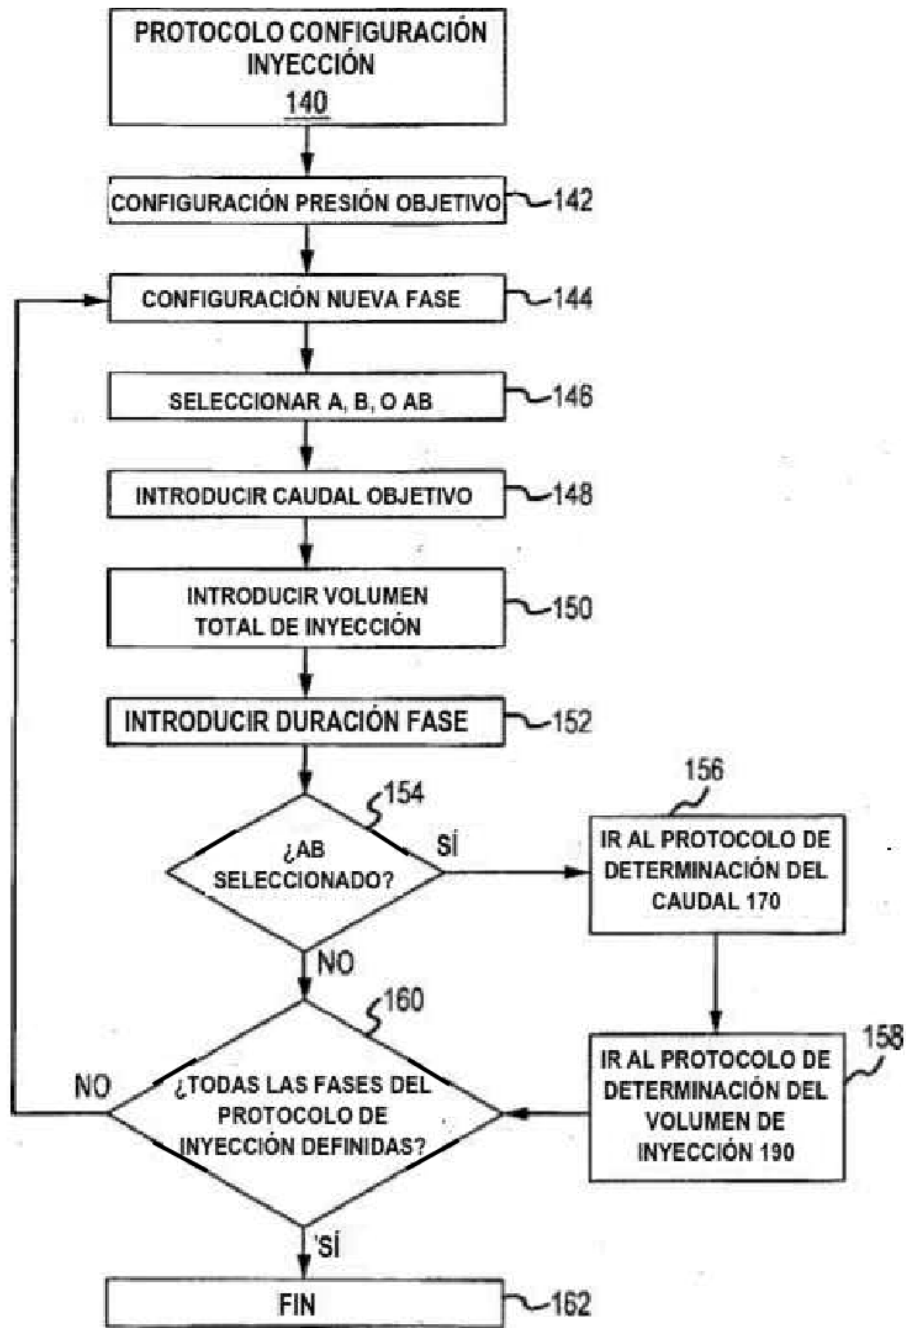 PROTOCOLO CONFIGURACIÓN
INYECCIÓN
140
CONFIGURACIÓN PRESIÓN OBJETIVO
142
CONFIGURACIÓN NUEVA FASE
144
SELECCIONAR A, B, O AB
146
INTRODUCIR CAUDAL OBJETIVO
148
INTRODUCIR VOLUMEN
TOTAL DE INYECCIÓN
150
INTRODUCIR DURACIÓN FASE
152
154
¿AB
SELECCIONADO?
SÍ
NO
156
IR AL PROTOCOLO DE
DETERMINACIÓN DEL
CAUDAL 170
158
IR AL PROTOCOLO DE
DETERMINACIÓN DEL
VOLUMEN DE
INYECCIÓN 190
160
¿TODAS LAS FASES DEL
PROTOCOLO DE
INYECCIÓN DEFINIDAS?
NO
SÍ
FIN
162